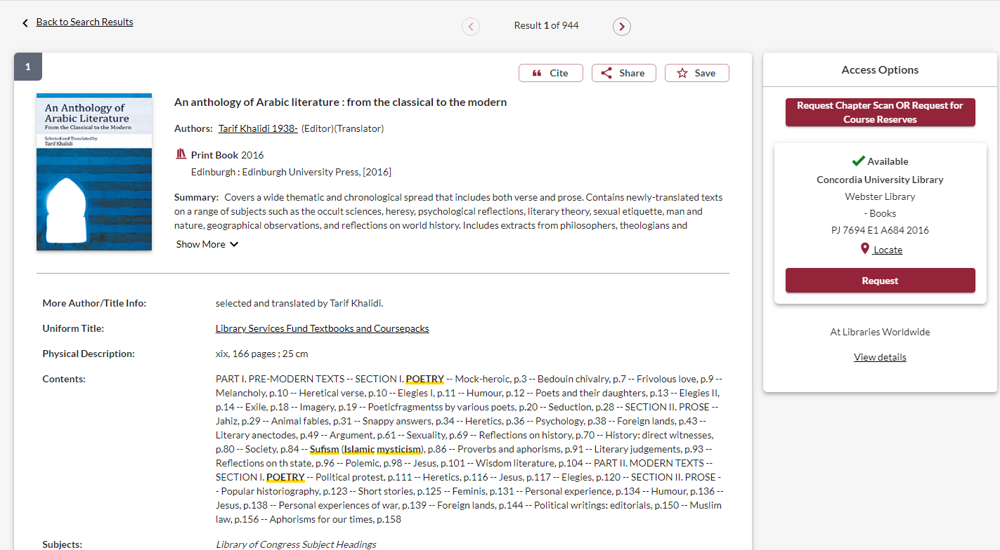 Back to Search Results
Result 1 of 944
1
Cite
Share
Save
An Anthology of
Arabic Literature
From the Classical to the Modern
Selected and Translated by
Tarif Khalidi
An anthology of Arabic literature : from the classical to the modern
Authors: Tarif Khalidi 1938- (Editor)(Translator)
Print Book 2016
Edinburgh : Edinburgh University Press, [2016]
Summary: Covers a wide thematic and chronological spread that includes both verse and prose. Contains newly-translated texts
on a range of subjects such as the occult sciences, heresy, psychological reflections, literary theory, sexual etiquette, man and
nature, geographical observations, and reflections on world history. Includes extracts from philosophers, theologians and
Show More
More Author/Title Info: selected and translated by Tarif Khalidi.
Uniform Title: Library Services Fund Textbooks and Coursepacks
Physical Description: xix, 166 pages ; 25 cm
Contents: PART I. PRE-MODERN TEXTS -- SECTION I. POETRY -- Mock-heroic, p.3 -- Bedouin chivalry, p.7 -- Frivolous love, p.9 --
Melancholy, p.10 -- Heretical verse, p.10 -- Elegies I, p.11 -- Humour, p.12 -- Poets and their daughters, p.13 -- Elegies II,
p.14 -- Exile, p.18 -- Imagery, p.19 -- Poeticfragmentss by various poets, p.20 -- Seduction, p.28 -- SECTION II. PROSE --
Jahiz, p.29 -- Animal fables, p.31 -- Snappy answers, p.34 -- Heretics, p.36 -- Psychology, p.38 -- Foreign lands, p.43 --
Literary anectodes, p.49 -- Argument, p.61 -- Sexuality, p.69 -- Reflections on history, p.70 -- History: direct witnesses,
p.80 -- Society, p.84 -- Sufism (Islamic mysticism), p.86 -- Proverbs and aphorisms, p.91 -- Literary judgements, p.93 --
Reflections on th state, p.96 -- Polemic, p.98 -- Jesus, p.101 -- Wisdom literature, p.104 -- PART II. MODERN TEXTS --
SECTION I. POETRY -- Political protest, p.111 -- Heretics, p.116 -- Jesus, p.117 -- Elegies, p.120 -- SECTION II. PROSE -
- Popular historiography, p.123 -- Short stories, p.125 -- Feminis, p.131 -- Personal experience, p.134 -- Humour, p.136 --
Jesus, p.138 -- Personal experiences of war, p.139 -- Foreign lands, p.144 -- Political writings: editorials, p.150 -- Muslim
law, p.156 -- Aphorisms for our times, p.158
Subjects: Library of Congress Subject Headings
Access Options
Request Chapter Scan OR Request for
Course Reserves
Available
Concordia University Library
Webster Library
- Books
PJ 7694 E1 A684 2016
Locate
Request
At Libraries Worldwide
View details